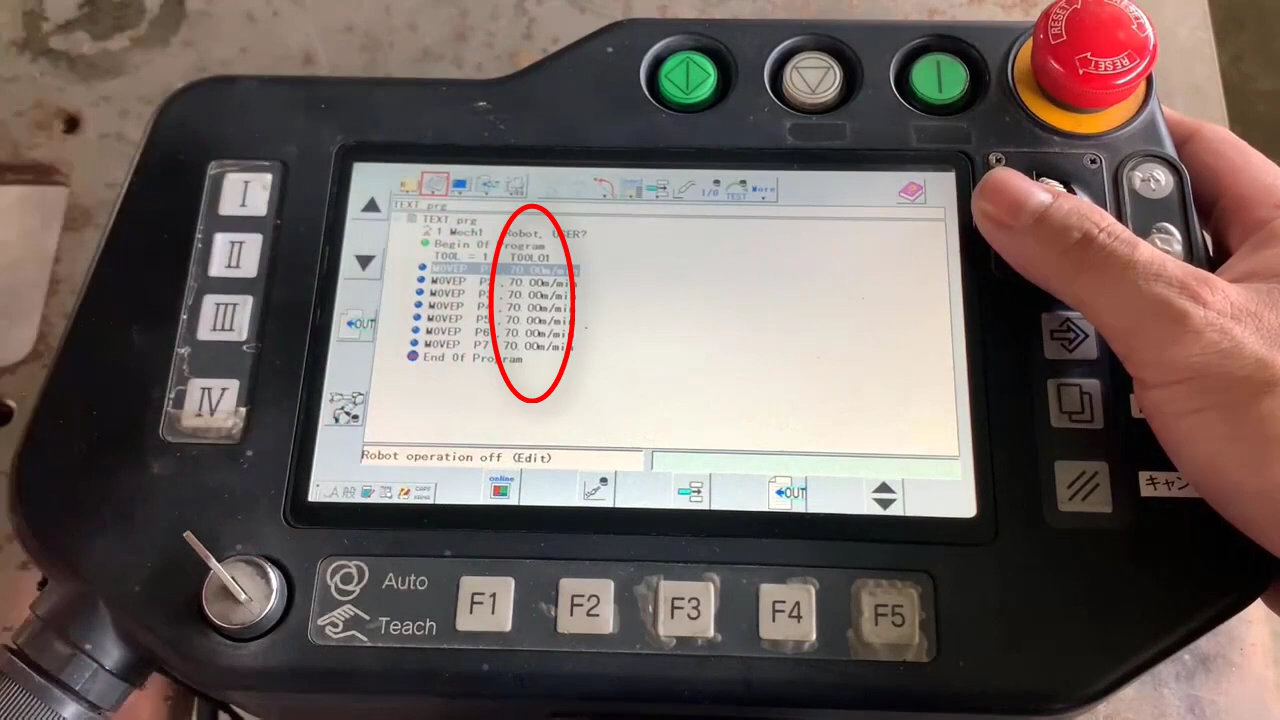 RESET
RESET
RESET
I
II
III
IV
I/O
TEST
More
TEXT prg
TEXT prg
1 Mech1 Robot, USER?
Begin Of Program
TOOL = 1 TOOL01
MOVEP P1 , 70.00m/min
MOVEP P2 , 70.00m/min
MOVEP P3 , 70.00m/min
MOVEP P4 , 70.00m/min
MOVEP P5 , 70.00m/min
MOVEP P6 , 70.00m/min
MOVEP P7 , 70.00m/min
End Of Program
OUT
Robot operation off (Edit)
online
OUT
キャン
Auto
Teach
F1
F2
F3
F4
F5